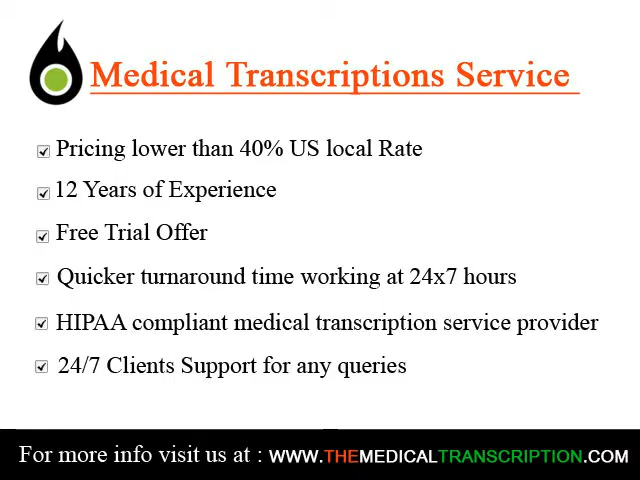 Medical Transcriptions Service
Pricing lower than 40% US local Rate
12 Years of Experience
Free Trial Offer
Quicker turnaround time working at 24x7 hours
HIPAA compliant medical transcription service provider
24/7 Clients Support for any queries
For more info visit us at : WWW.THEMEDICALTRANSCRIPTION.COM